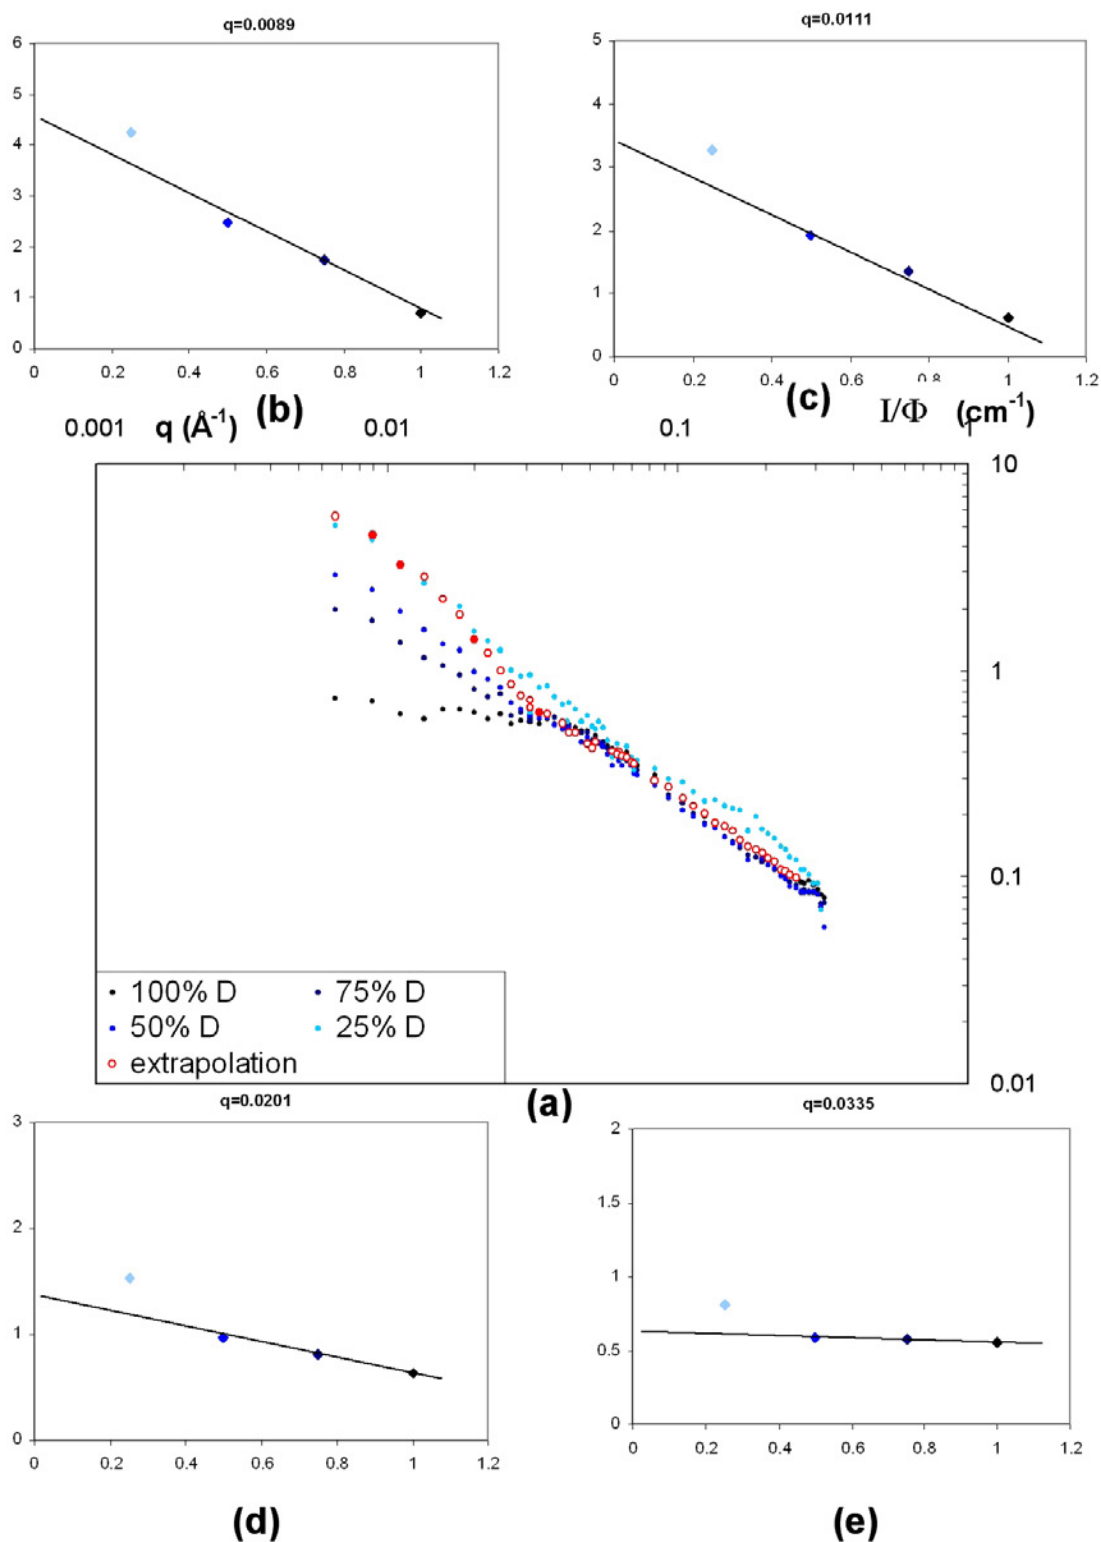 q=0.0089
6
5
4
3
2
1
0
0 0.2 0.4 0.6 0.8 1 1.2
(b)
q=0.0111
5
4
3
2
1
0
0 0.2 0.4 0.6 0.8 1 1.2
(c)
I/Φ (cm⁻¹)
0.001 q (Å⁻¹) 0.01 0.1 1
10
1
0.1
0.01
100% D 75% D
50% D 25% D
extrapolation
(a)
q=0.0201
3
2
1
0
0 0.2 0.4 0.6 0.8 1 1.2
(d)
q=0.0335
2
1.5
1
0.5
0
0 0.2 0.4 0.6 0.8 1 1.2
(e)